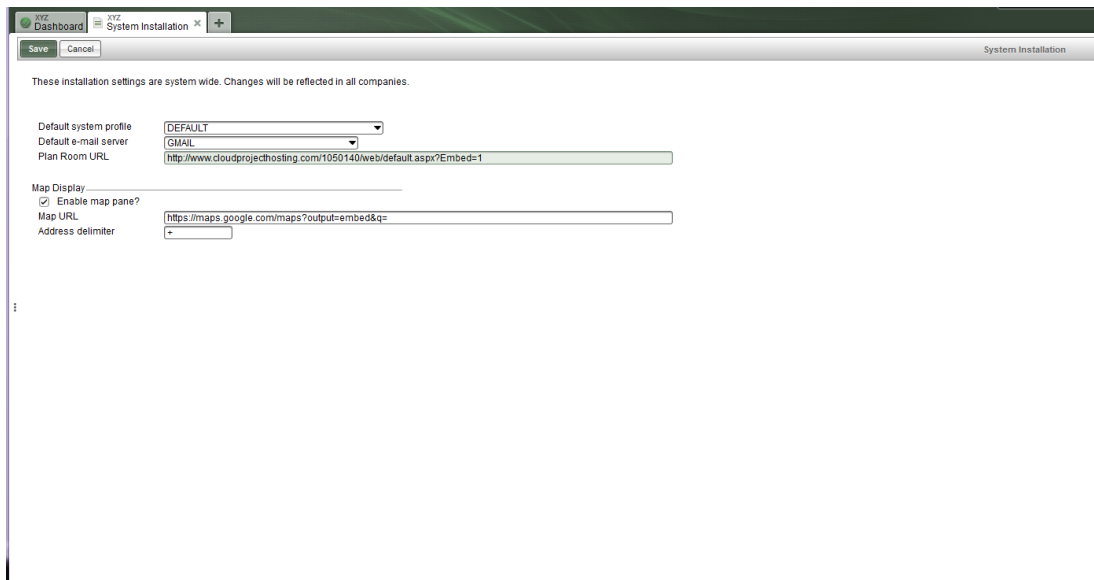 XYZ
Dashboard
XYZ
System Installation
Save Cancel System Installation
These installation settings are system wide. Changes will be reflected in all companies.
Default system profile DEFAULT
Default e-mail server GMAIL
Plan Room URL http://www.cloudprojecthosting.com/1050140/web/default.aspx?Embed=1
Map Display
Enable map pane?
Map URL https://maps.google.com/maps?output=embed&q=
Address delimiter +